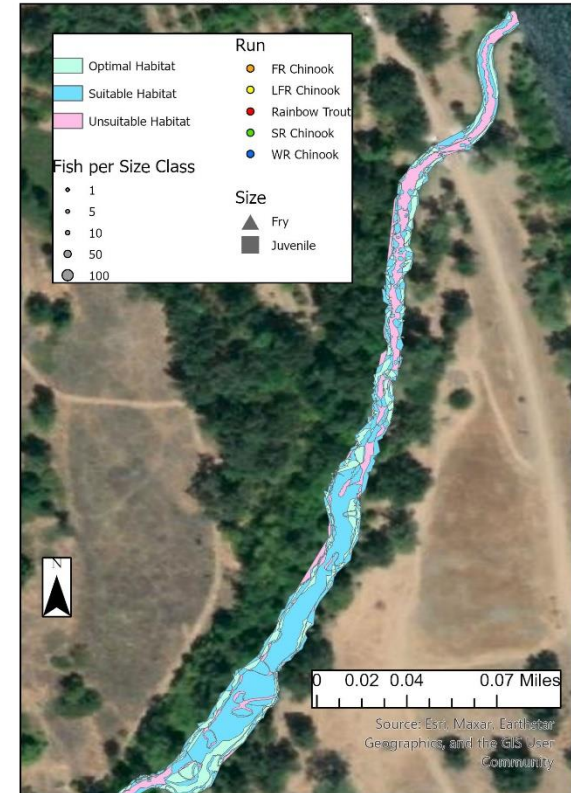 Optimal Habitat
Suitable Habitat
Unsuitable Habitat
Fish per Size Class
1
5
10
50
100
Run
FR Chinook
LFR Chinook
Rainbow Trout
SR Chinook
WR Chinook
Size
Fry
Juvenile
N
0 0.02 0.04 0.07 Miles
Source: Esri, Maxar, Earthstar
Geographics, and the GIS User
Community